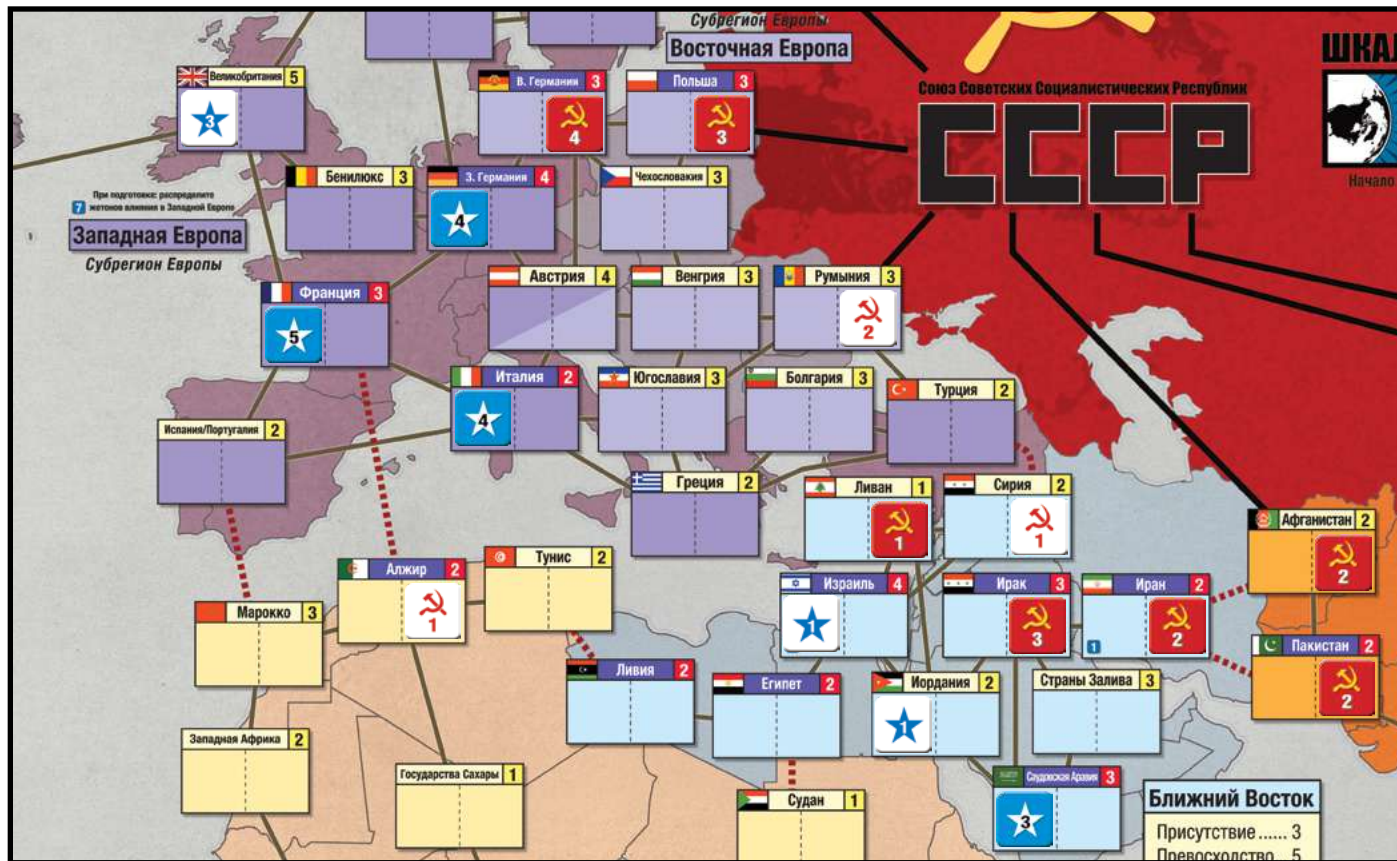 Субрегион Европы
Восточная Европа
ШКАЛ
Великобритания 5
3
В. Германия 3
4
Польша 3
3
Союз Советских Социалистических Республик
СССР
Начало
При подготовке: распределите
7 жетонов влияния в Западной Европе
Западная Европа
Субрегион Европы
Бенилюкс 3
З. Германия 4
4
Чехословакия 3
Франция 3
5
Австрия 4
Венгрия 3
Румыния 3
2
Италия 2
4
Югославия 3
Болгария 3
Турция 2
Испания/Португалия 2
Греция 2
Ливан 1
1
Сирия 2
1
Афганистан 2
2
Алжир 2
1
Тунис 2
Израиль 4
1
Ирак 3
3
Иран 2
1
2
Марокко 3
Пакистан 2
2
Ливия 2
Египет 2
Иордания 2
1
Страны Залива 3
Западная Африка 2
Государства Сахары 1
Судан 1
Саудовская Аравия 3
3
Ближний Восток
Присутствие ...... 3
Превосходство 5